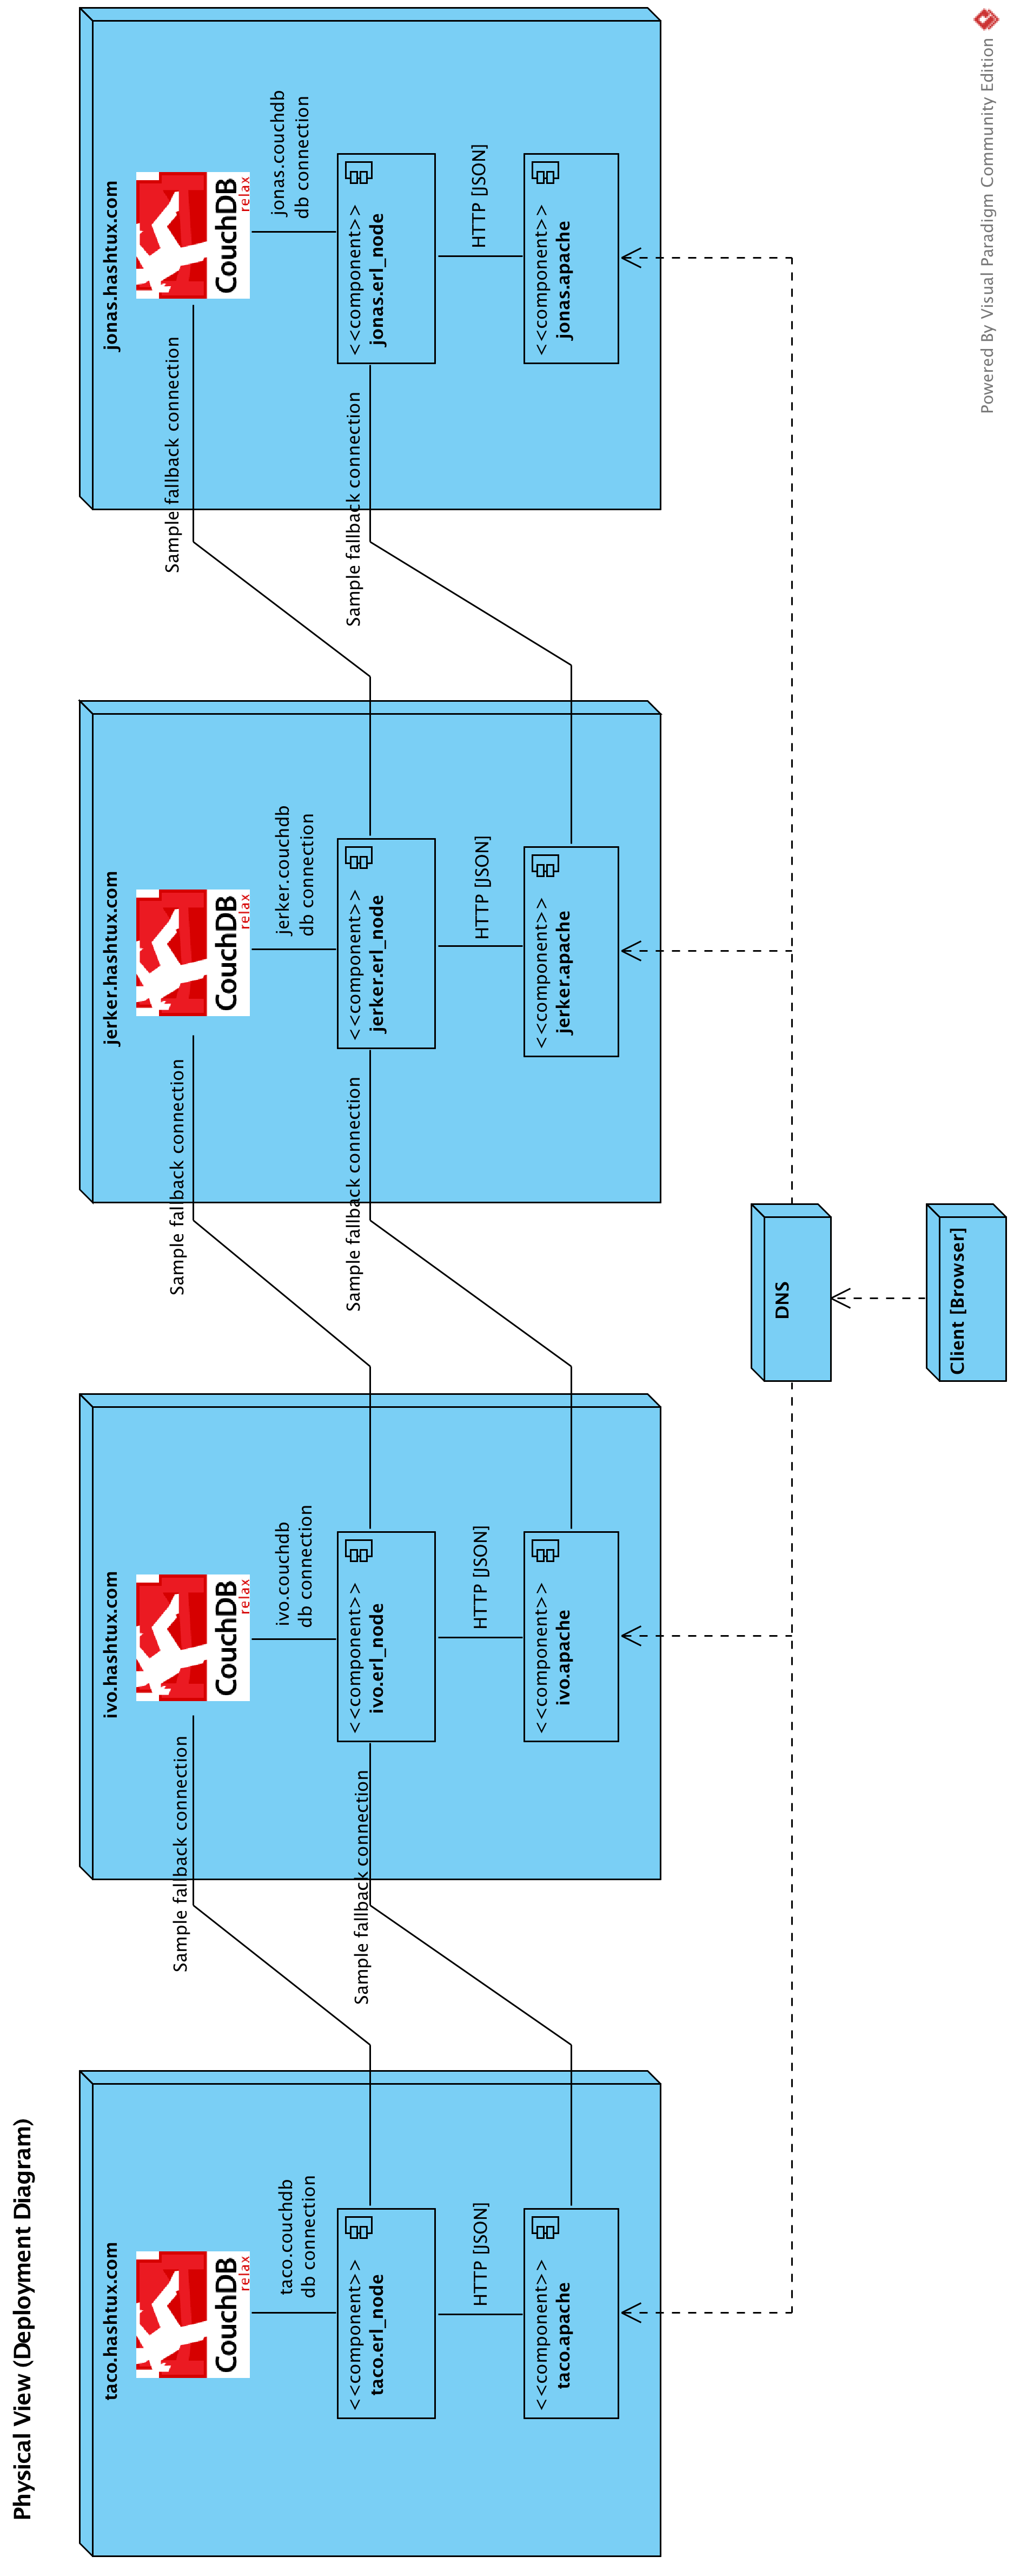 Physical View (Deployment Diagram)
taco.hashtux.com
CouchDB
relax
taco.couchdb
db connection
<<component>>
taco.erl_node
HTTP [JSON]
<<component>>
taco.apache
Sample fallback connection
Sample fallback connection
ivo.hashtux.com
CouchDB
relax
ivo.couchdb
db connection
<<component>>
ivo.erl_node
HTTP [JSON]
<<component>>
ivo.apache
Sample fallback connection
Sample fallback connection
jerker.hashtux.com
CouchDB
relax
jerker.couchdb
db connection
<<component>>
jerker.erl_node
HTTP [JSON]
<<component>>
jerker.apache
Sample fallback connection
Sample fallback connection
jonas.hashtux.com
CouchDB
relax
jonas.couchdb
db connection
<<component>>
jonas.erl_node
HTTP [JSON]
<<component>>
jonas.apache
DNS
Client [Browser]
Powered By Visual Paradigm Community Edition